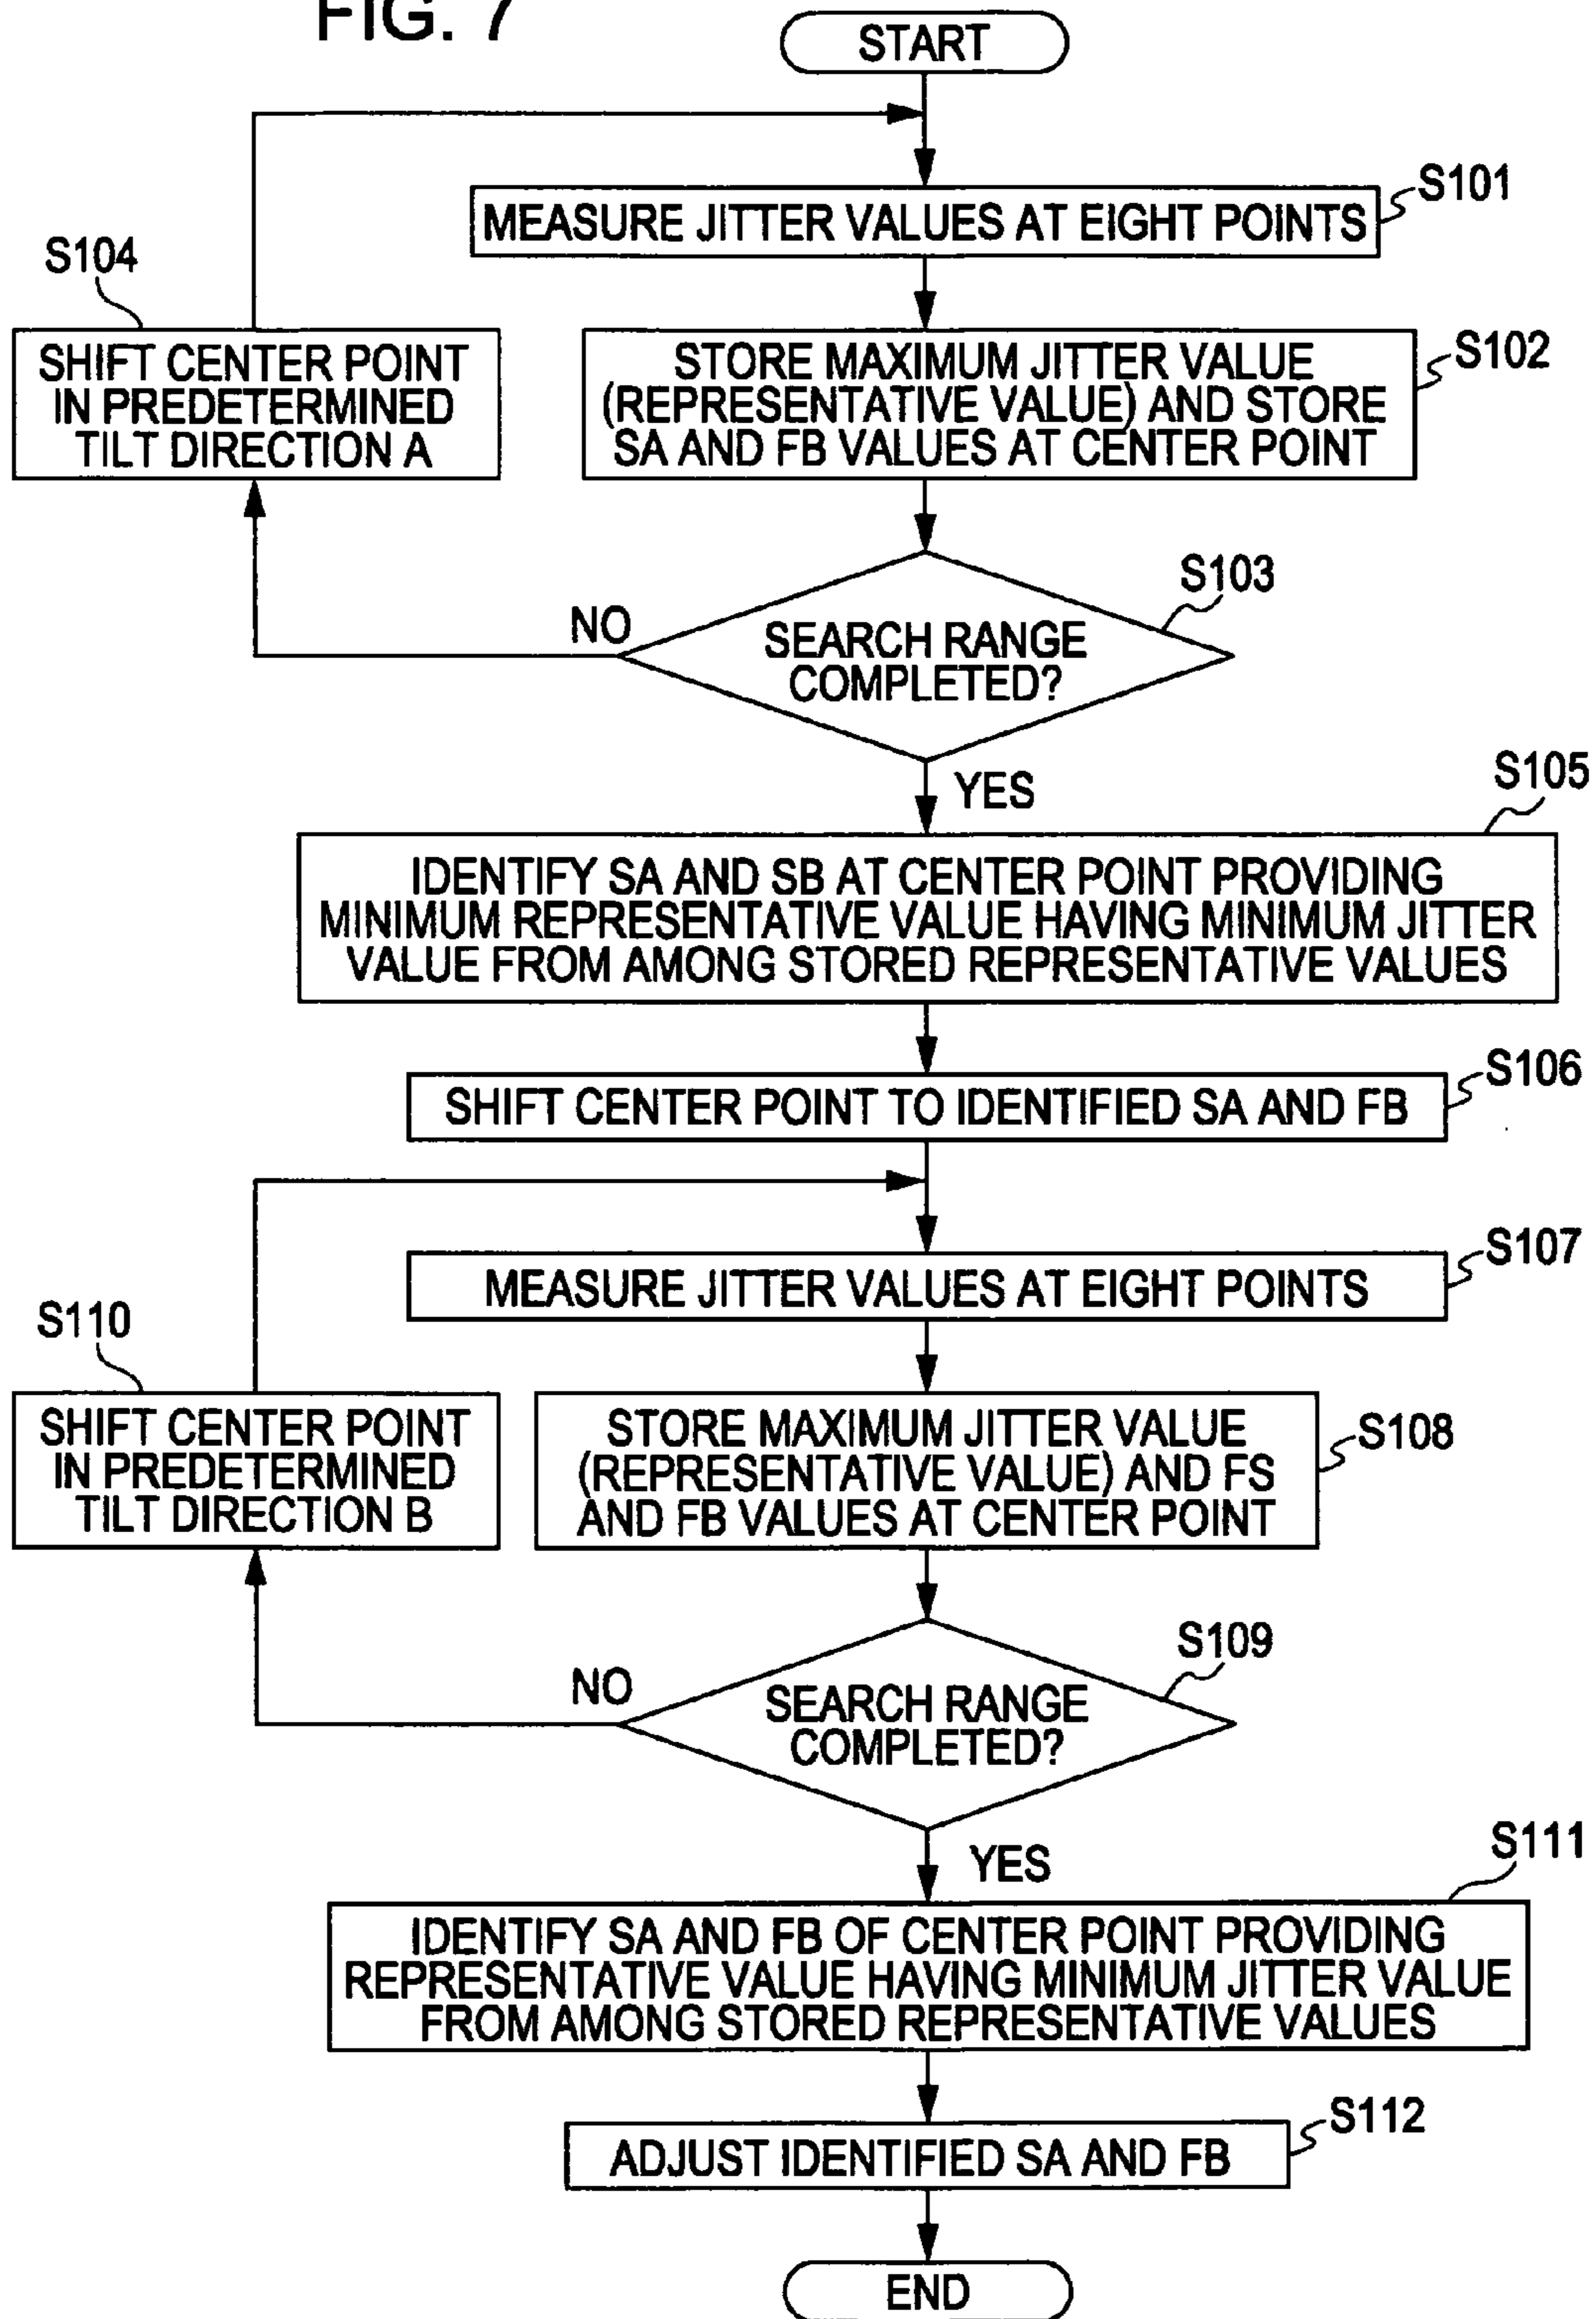 FIG. 7
START
S101
MEASURE JITTER VALUES AT EIGHT POINTS
S104
SHIFT CENTER POINT
IN PREDETERMINED
TILT DIRECTION A
S102
STORE MAXIMUM JITTER VALUE
(REPRESENTATIVE VALUE) AND STORE
SA AND FB VALUES AT CENTER POINT
S103
NO
SEARCH RANGE
COMPLETED?
YES
S105
IDENTIFY SA AND SB AT CENTER POINT PROVIDING
MINIMUM REPRESENTATIVE VALUE HAVING MINIMUM JITTER
VALUE FROM AMONG STORED REPRESENTATIVE VALUES
S106
SHIFT CENTER POINT TO IDENTIFIED SA AND FB
S107
MEASURE JITTER VALUES AT EIGHT POINTS
S110
SHIFT CENTER POINT
IN PREDETERMINED
TILT DIRECTION B
S108
STORE MAXIMUM JITTER VALUE
(REPRESENTATIVE VALUE) AND FS
AND FB VALUES AT CENTER POINT
S109
NO
SEARCH RANGE
COMPLETED?
YES
S111
IDENTIFY SA AND FB OF CENTER POINT PROVIDING
REPRESENTATIVE VALUE HAVING MINIMUM JITTER VALUE
FROM AMONG STORED REPRESENTATIVE VALUES
S112
ADJUST IDENTIFIED SA AND FB
END